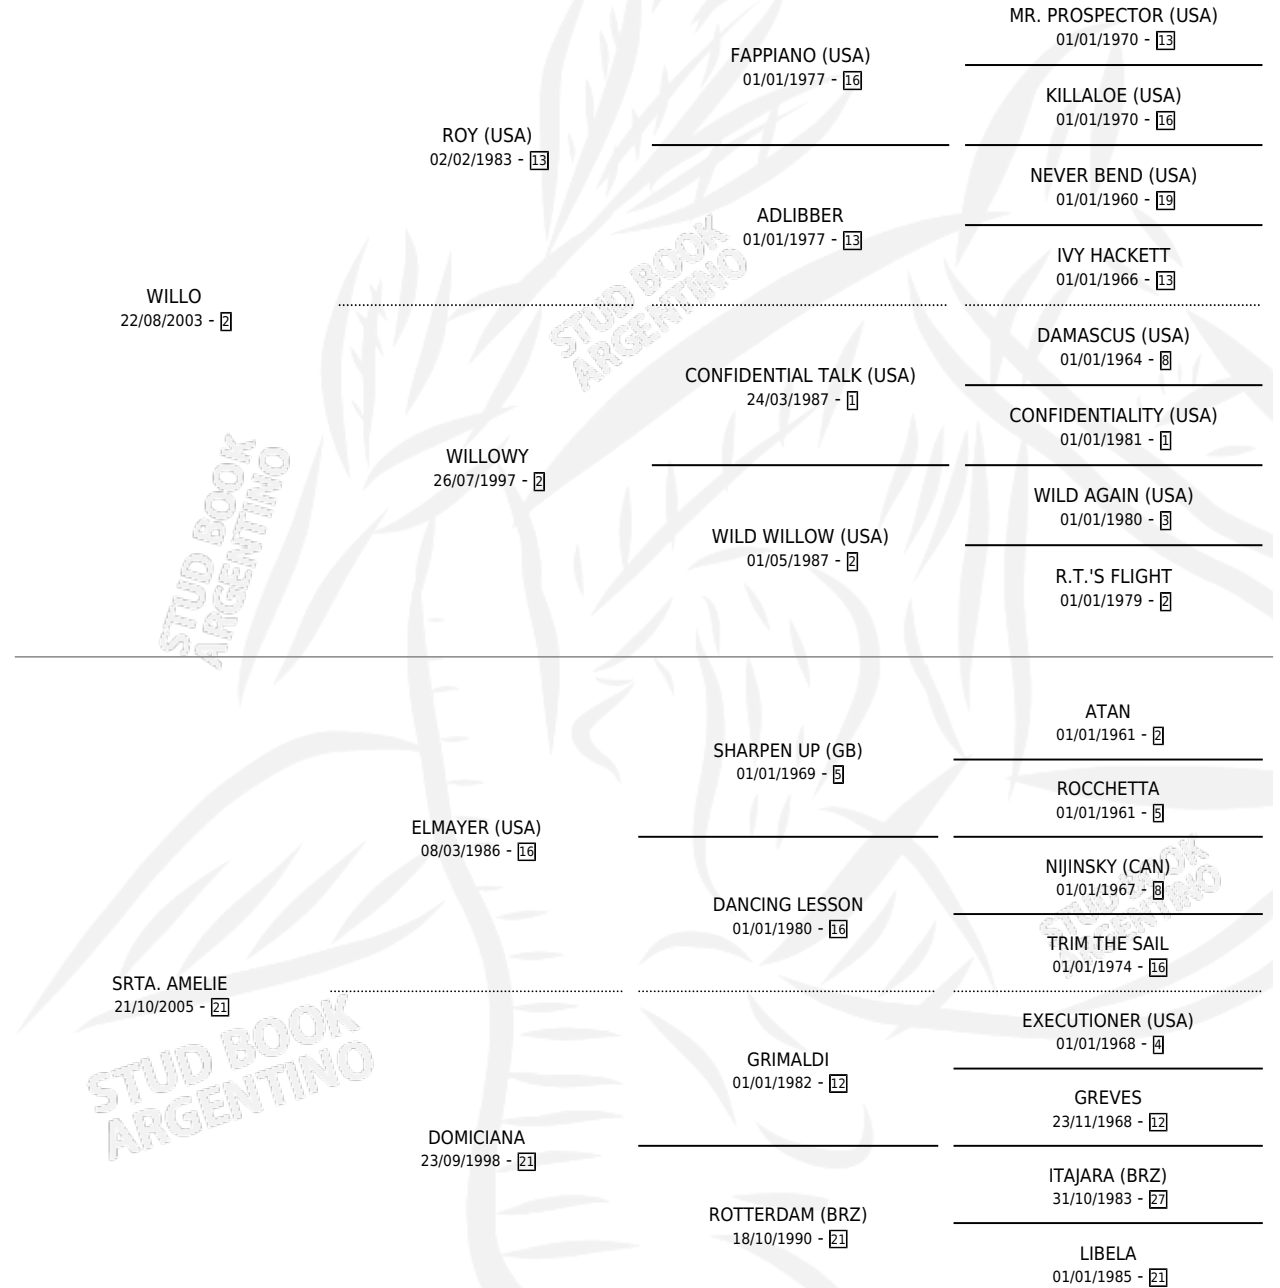 MR. PROSPECTOR (USA)
01/01/1970 - 13
FAPPIANO (USA)
01/01/1977 - 16
KILLALOE (USA)
01/01/1970 - 16
ROY (USA)
02/02/1983 - 13
NEVER BEND (USA)
01/01/1960 - 19
ADLIBBER
01/01/1977 - 13
IVY HACKETT
01/01/1966 - 13
WILLO
22/08/2003 - 2
DAMASCUS (USA)
01/01/1964 - 8
CONFIDENTIAL TALK (USA)
24/03/1987 - 1
CONFIDENTIALITY (USA)
01/01/1981 - 1
WILLOWY
26/07/1997 - 2
WILD AGAIN (USA)
01/01/1980 - 3
WILD WILLOW (USA)
01/05/1987 - 2
R.T.'S FLIGHT
01/01/1979 - 2
ATAN
01/01/1961 - 2
SHARPEN UP (GB)
01/01/1969 - 5
ROCCHETTA
01/01/1961 - 5
ELMAYER (USA)
08/03/1986 - 16
NIJINSKY (CAN)
01/01/1967 - 8
DANCING LESSON
01/01/1980 - 16
TRIM THE SAIL
01/01/1974 - 16
SRTA. AMELIE
21/10/2005 - 21
EXECUTIONER (USA)
01/01/1968 - 4
GRIMALDI
01/01/1982 - 12
GREVES
23/11/1968 - 12
DOMICIANA
23/09/1998 - 21
ITAJARA (BRZ)
31/10/1983 - 27
ROTTERDAM (BRZ)
18/10/1990 - 21
LIBELA
01/01/1985 - 21
STUD BOOK
ARGENTINO
STUD BOOK
ARGENTINO
STUD BOOK
ARGENTINO
STUD BOOK
ARGENTINO